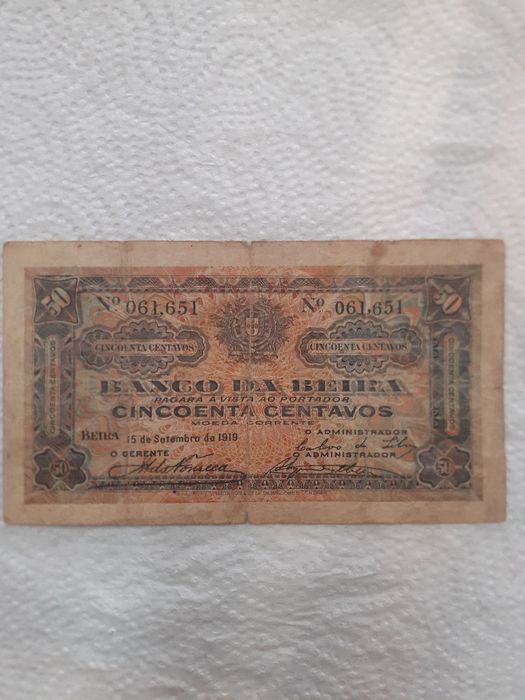 50 50
Nº 061,651 Nº 061,651
CINCOENTA CENTAVOS CINCOENTA CENTAVOS
CINCOENTA CENTAVOS CINCOENTA CENTAVOS
BANCO DA BEIRA
PAGARÁ Á VISTA AO PORTADOR
CINCOENTA CENTAVOS
MOEDA CORRENTE
BEIRA 15 de Setembro de 1919
O ADMINISTRADOR
O GERENTE
O ADMINISTRADOR
50 50